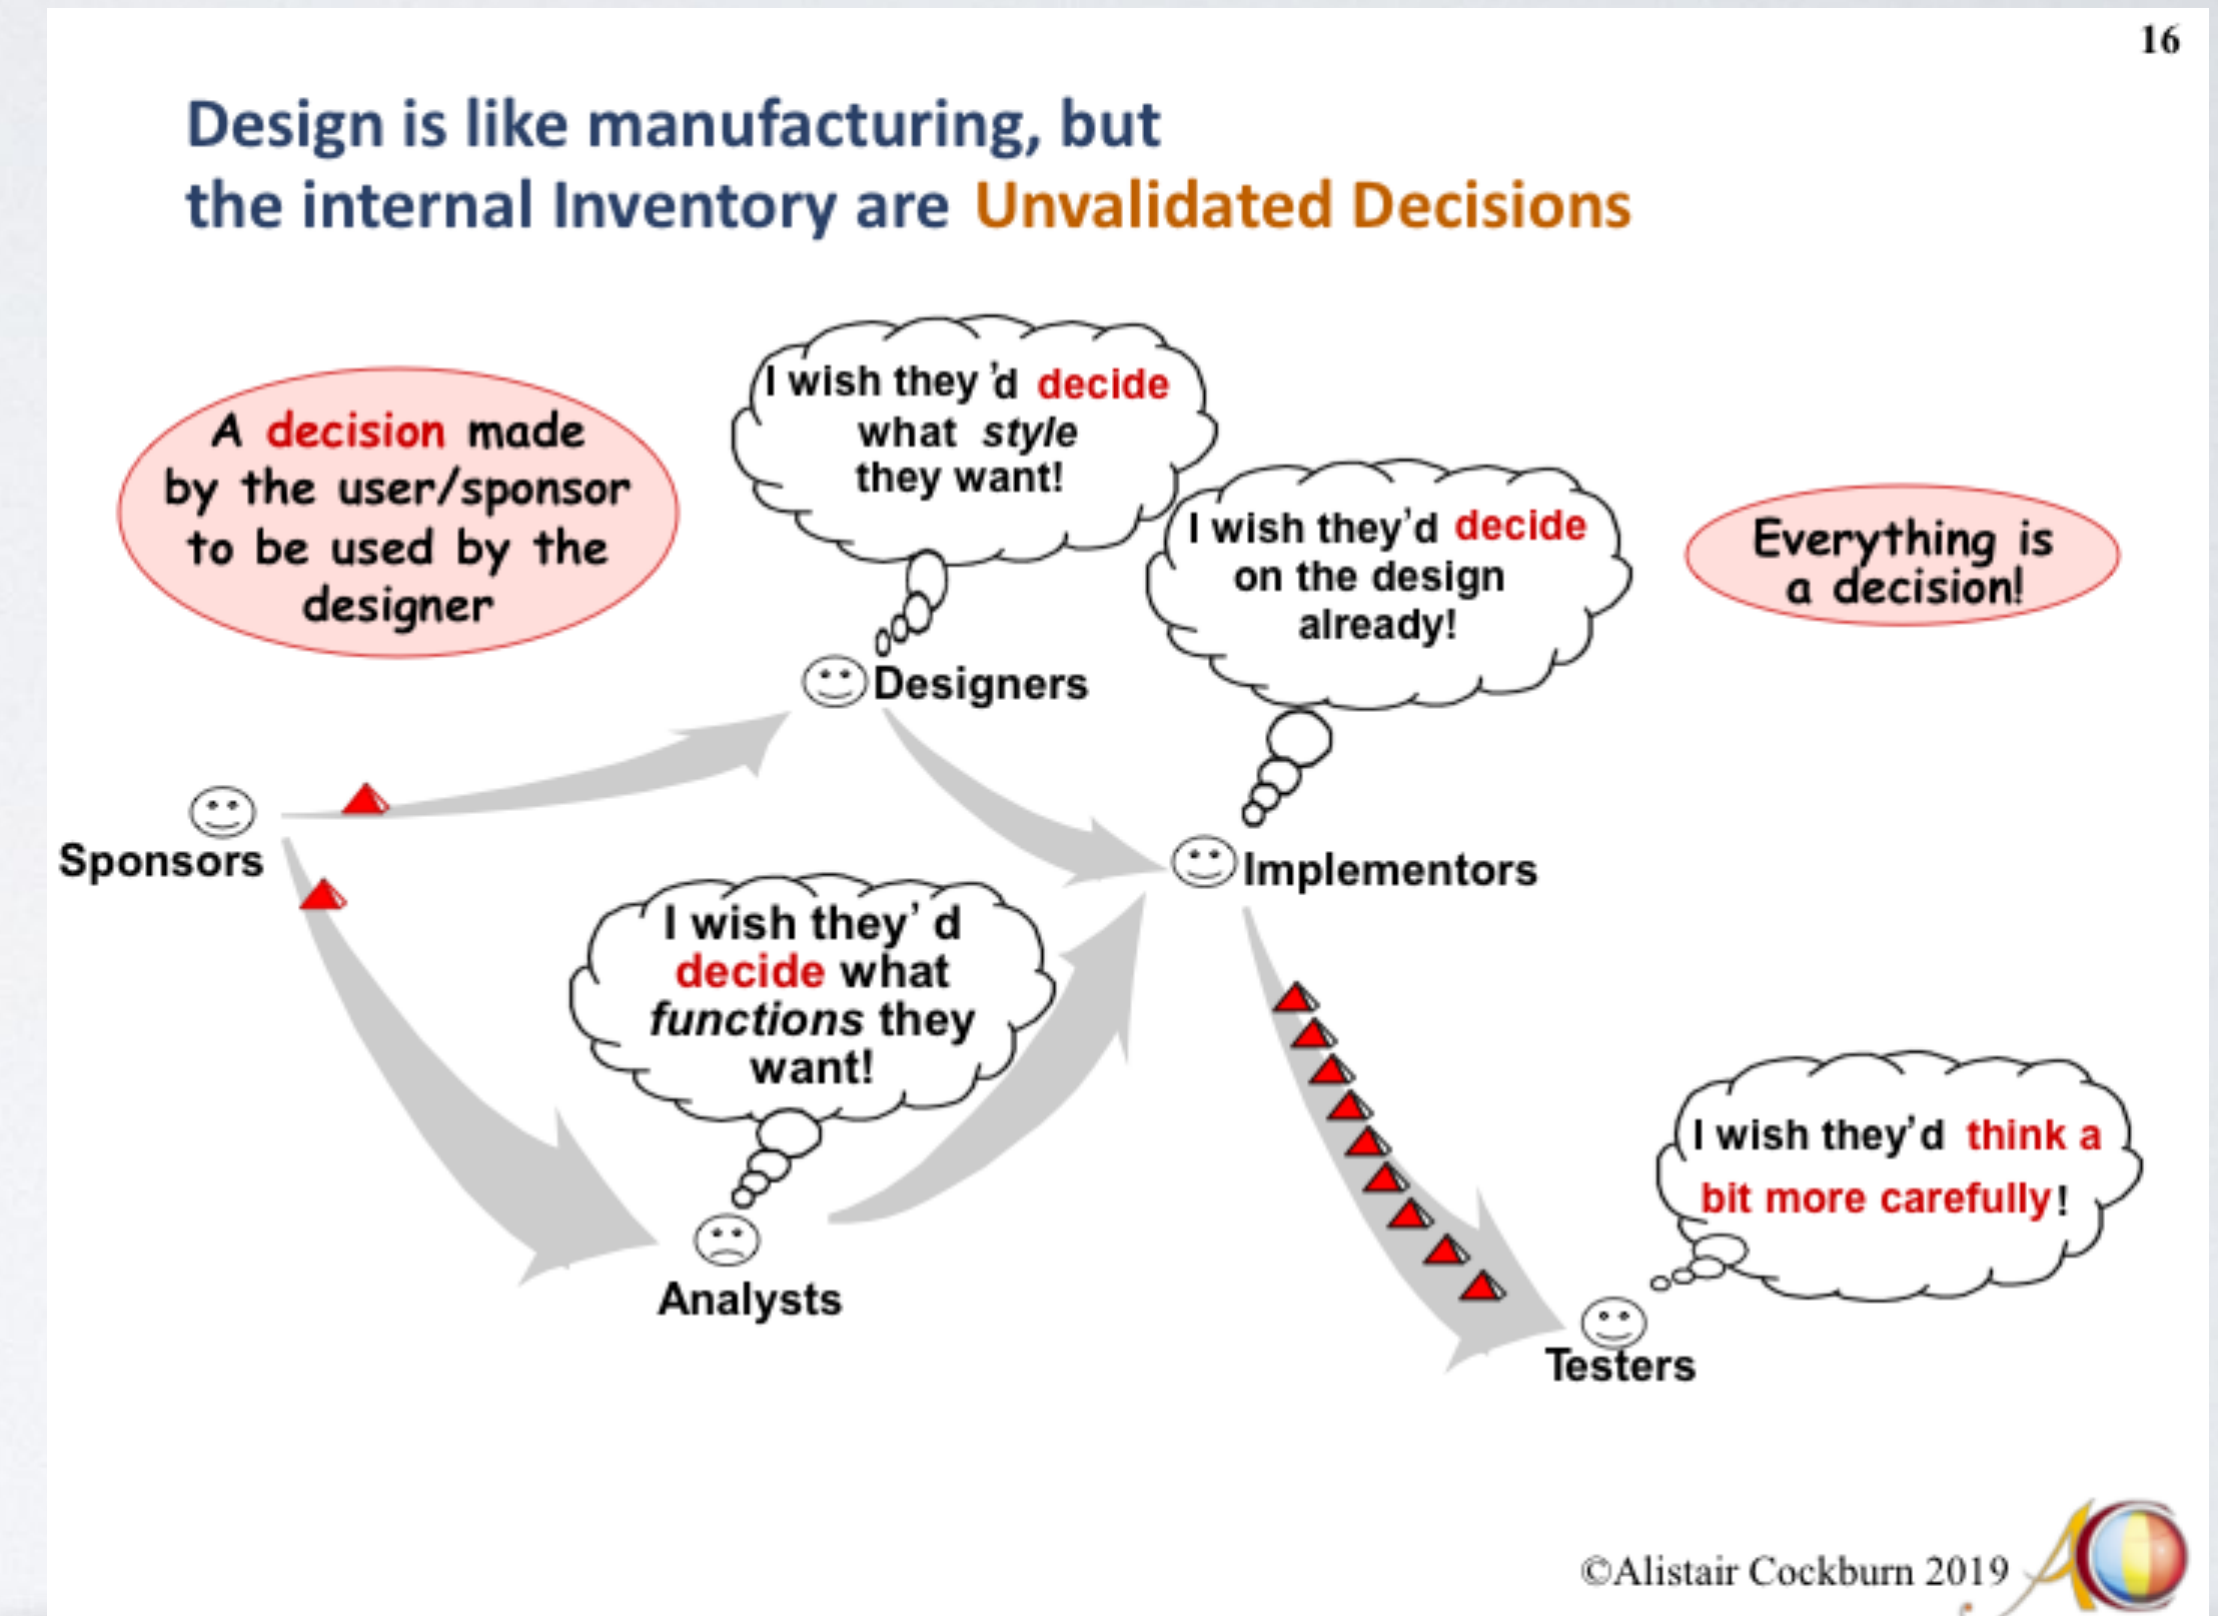 16
Design is like manufacturing, but
the internal Inventory are Unvalidated Decisions
A decision made
by the user/sponsor
to be used by the
designer
I wish they'd decide
what style
they want!
I wish they'd decide
on the design
already!
Everything is
a decision!
Designers
Sponsors
Implementors
I wish they'd
decide what
functions they
want!
Analysts
I wish they'd think a
bit more carefully!
Testers
©Alistair Cockburn 2019